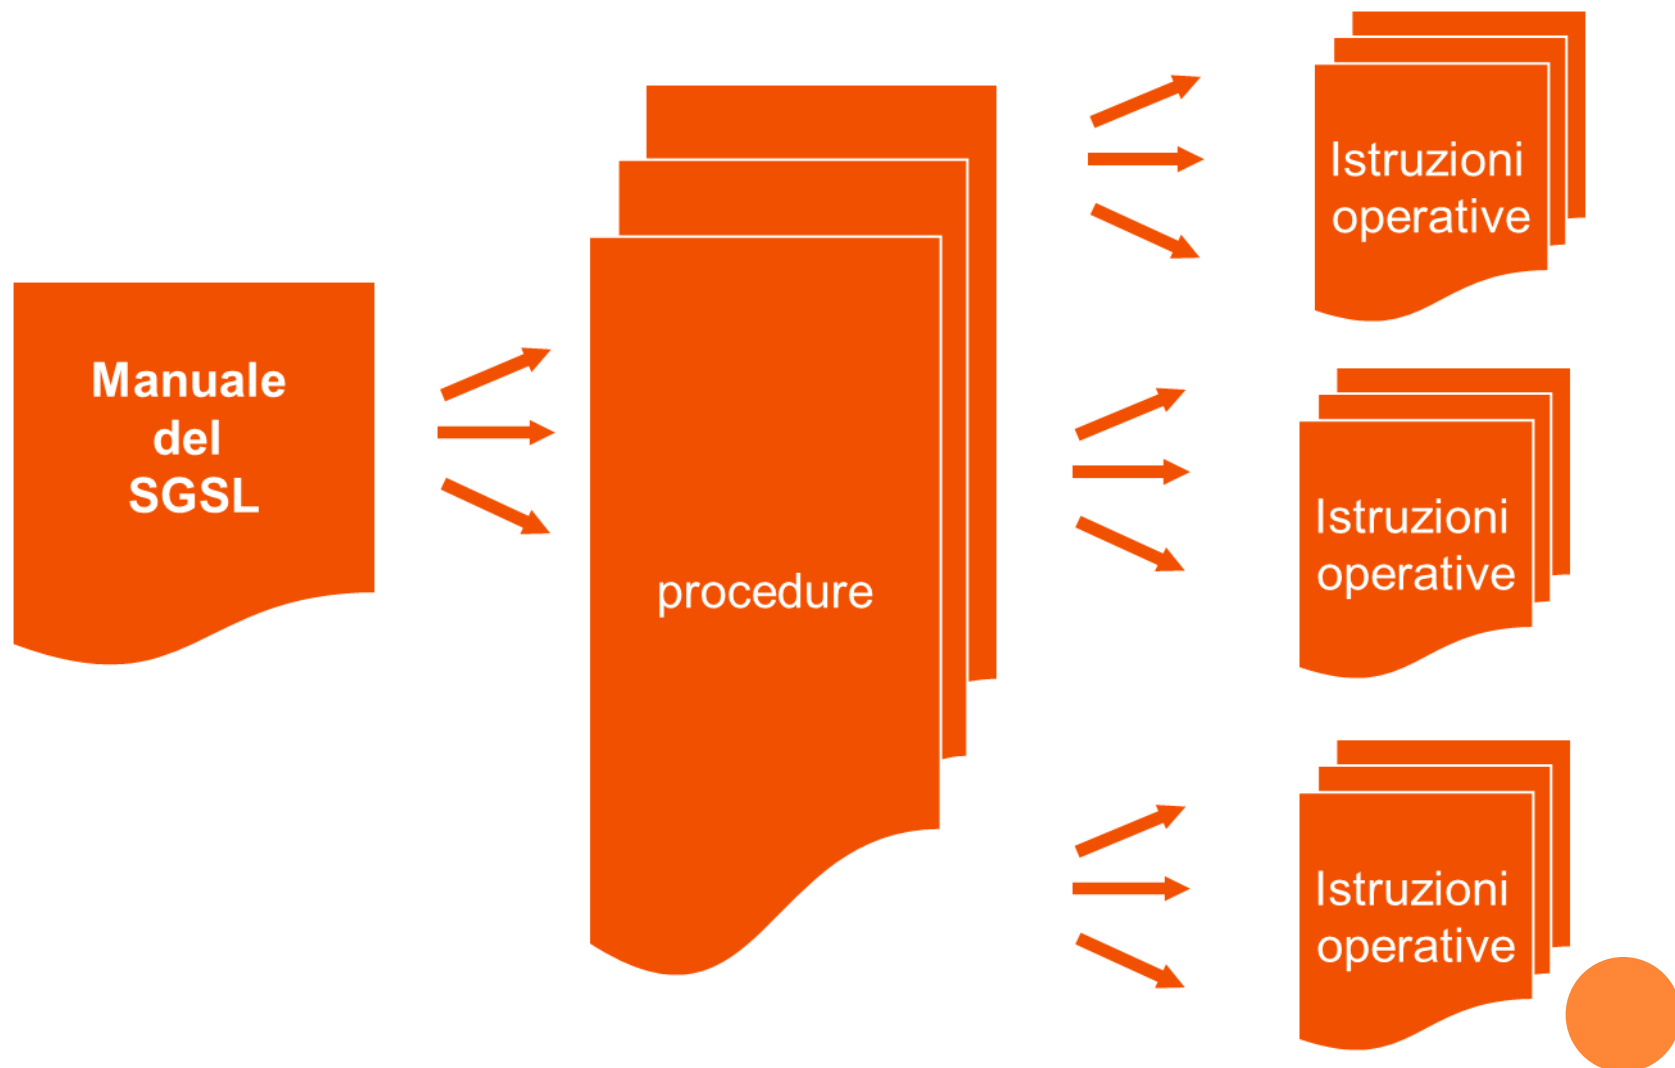 Manuale
del
SGSL
procedure
Istruzioni
operative
Istruzioni
operative
Istruzioni
operative